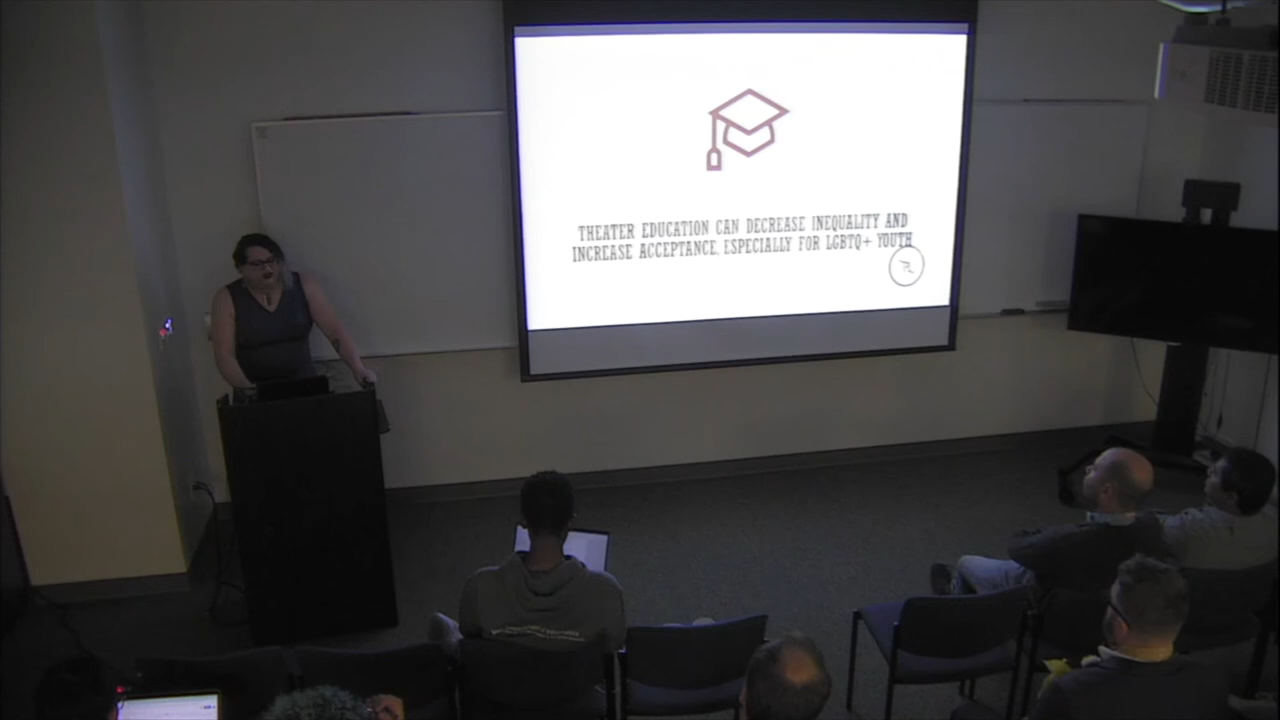 THEATER EDUCATION CAN DECREASE INEQUALITY AND
INCREASE ACCEPTANCE, ESPECIALLY FOR LGBTQ+ YOUTH